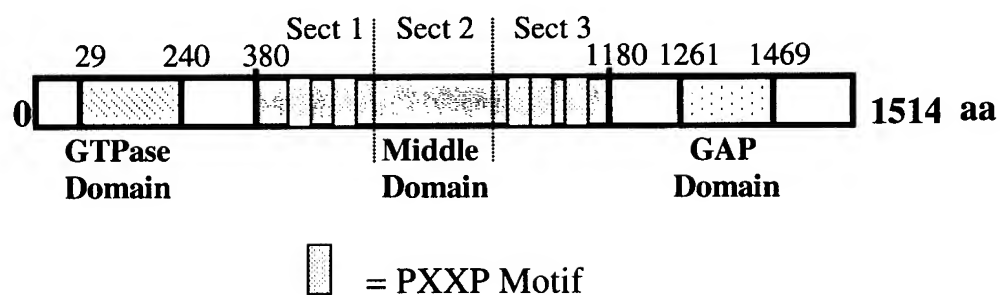 Sect 1 Sect 2 Sect 3
29 240 380 1180 1261 1469
0 1514 aa
GTPase Middle GAP
Domain Domain Domain
= PXXP Motif